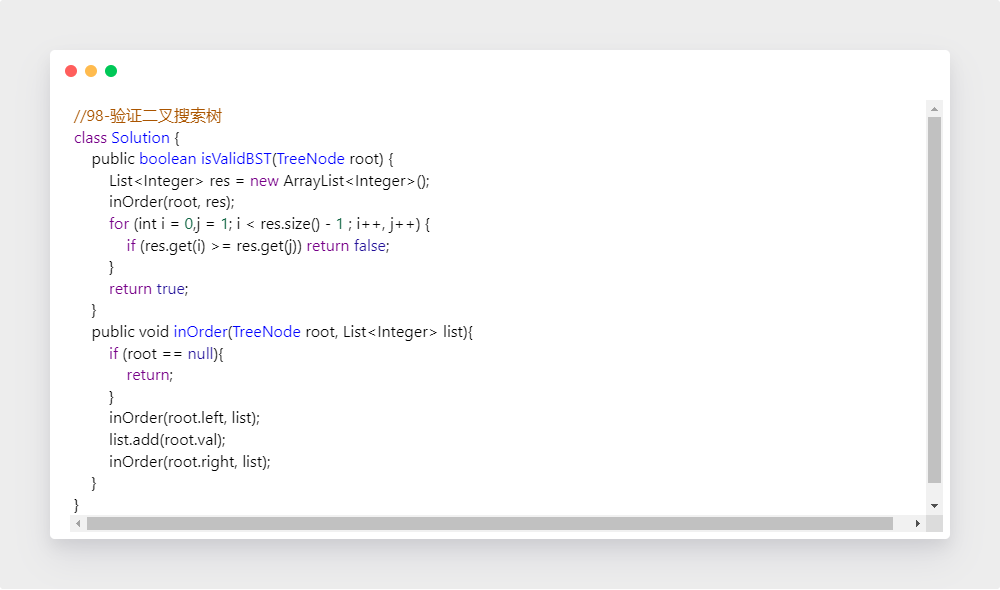 //98-验证二叉搜索树
class Solution {
    public boolean isValidBST(TreeNode root) {
        List<Integer> res = new ArrayList<Integer>();
        inOrder(root, res);
        for (int i = 0,j = 1; i < res.size() - 1 ; i++, j++) {
            if (res.get(i) >= res.get(j)) return false;
        }
        return true;
    }
    public void inOrder(TreeNode root, List<Integer> list){
        if (root == null){
            return;
        }
        inOrder(root.left, list);
        list.add(root.val);
        inOrder(root.right, list);
    }
}